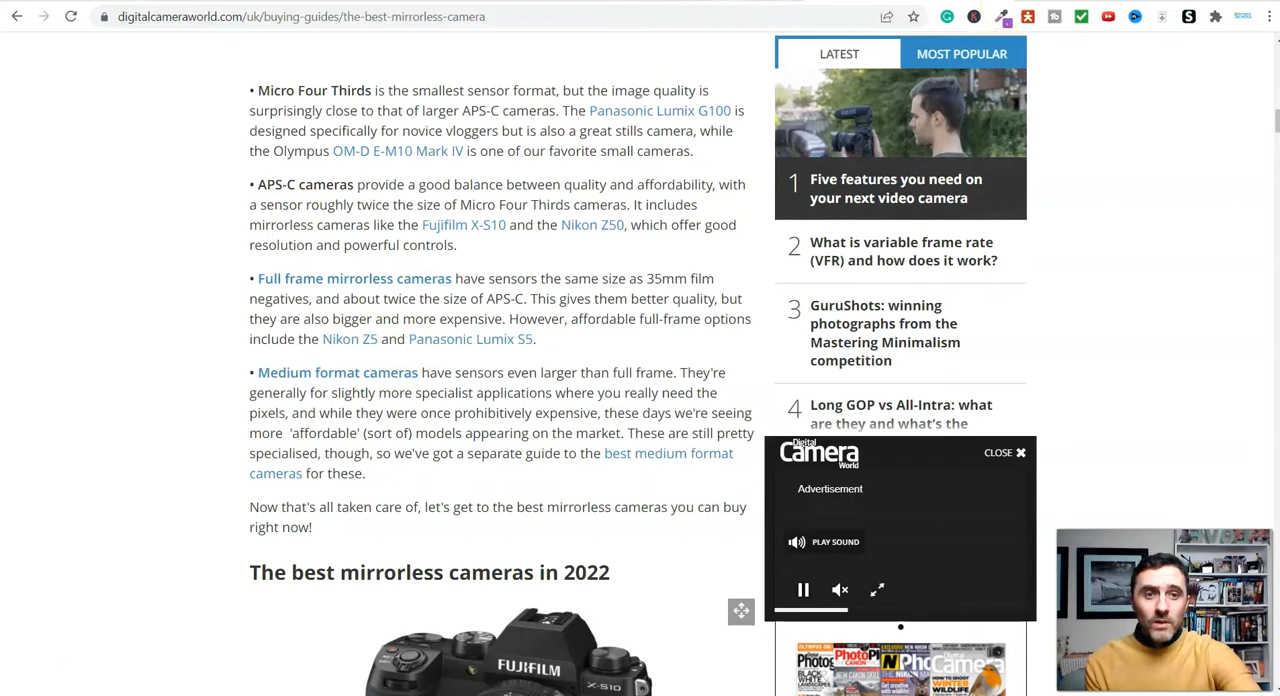 digitalcameraworld.com/uk/buying-guides/the-best-mirrorless-camera
• Micro Four Thirds is the smallest sensor format, but the image quality is
surprisingly close to that of larger APS-C cameras. The Panasonic Lumix G100 is
designed specifically for novice vloggers but is also a great stills camera, while
the Olympus OM-D E-M10 Mark IV is one of our favorite small cameras.
• APS-C cameras provide a good balance between quality and affordability, with
a sensor roughly twice the size of Micro Four Thirds cameras. It includes
mirrorless cameras like the Fujifilm X-S10 and the Nikon Z50, which offer good
resolution and powerful controls.
• Full frame mirrorless cameras have sensors the same size as 35mm film
negatives, and about twice the size of APS-C. This gives them better quality, but
they are also bigger and more expensive. However, affordable full-frame options
include the Nikon Z5 and Panasonic Lumix S5.
• Medium format cameras have sensors even larger than full frame. They're
generally for slightly more specialist applications where you really need the
pixels, and while they were once prohibitively expensive, these days we're seeing
more 'affordable' (sort of) models appearing on the market. These are still pretty
specialised, though, so we've got a separate guide to the best medium format
cameras for these.
Now that's all taken care of, let's get to the best mirrorless cameras you can buy
right now!
The best mirrorless cameras in 2022
FUJIFILM
X-S10
LATEST
MOST POPULAR
1 Five features you need on
your next video camera
2 What is variable frame rate
(VFR) and how does it work?
3 GuruShots: winning
photographs from the
Mastering Minimalism
competition
4 Long GOP vs All-Intra: what
are they and what's the
Digital
Camera
World
CLOSE
Advertisement
PLAY SOUND